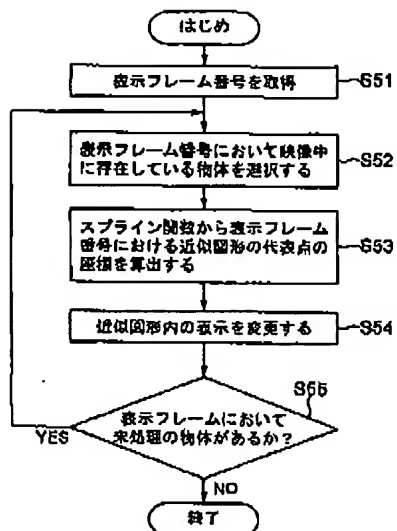 はじめ
表示フレーム番号を取得
S51
表示フレーム番号において映像中
に存在している物体を選択する
S52
スプライン関数から表示フレーム
番号における近似図形の代表点の
座標を算出する
S53
近似図形内の表示を変更する
S54
S55
表示フレームにおいて
未処理の物体があるか?
YES
NO
終了